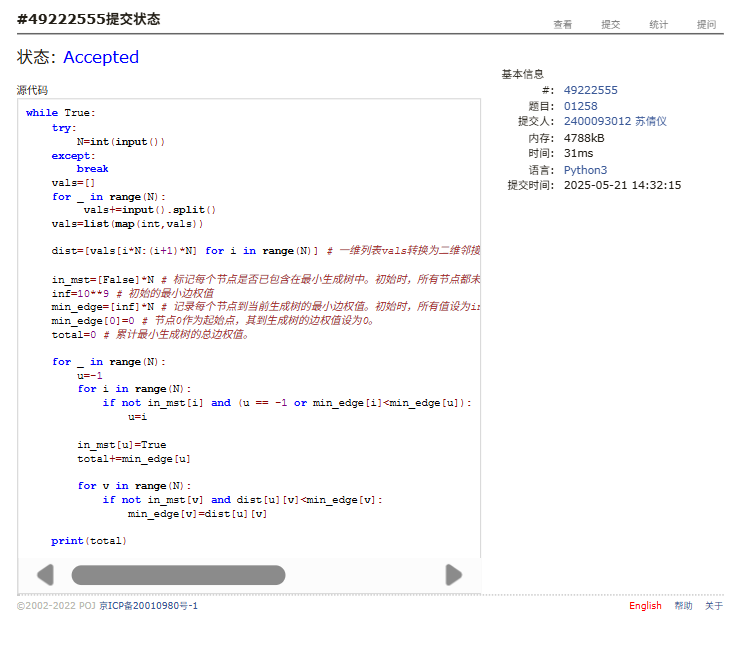 #49222555提交状态
查看 提交 统计 提问
状态: Accepted
源代码
while True:
    try:
        N=int(input())
    except:
        break
    vals=[]
    for _ in range(N):
         vals+=input().split()
    vals=list(map(int,vals))
    dist=[vals[i*N:(i+1)*N] for i in range(N)] # 一维列表vals转换为二维邻接
    in_mst=[False]*N # 标记每个节点是否已包含在最小生成树中。初始时，所有节点都未
    inf=10**9 # 初始的最小边权值
    min_edge=[inf]*N # 记录每个节点到当前生成树的最小边权值。初始时，所有值设为in
    min_edge[0]=0 # 节点0作为起始点，其到生成树的边权值设为0。
    total=0 # 累计最小生成树的总边权值。
    for _ in range(N):
        u=-1
        for i in range(N):
            if not in_mst[i] and (u == -1 or min_edge[i]<min_edge[u]):
                u=i
        in_mst[u]=True
        total+=min_edge[u]
        for v in range(N):
            if not in_mst[v] and dist[u][v]<min_edge[v]:
                min_edge[v]=dist[u][v]
    print(total)
基本信息
#: 49222555
题目: 01258
提交人: 2400093012 苏倩仪
内存: 4788kB
时间: 31ms
语言: Python3
提交时间: 2025-05-21 14:32:15
©2002-2022 POJ 京ICP备20010980号-1
English 帮助 关于